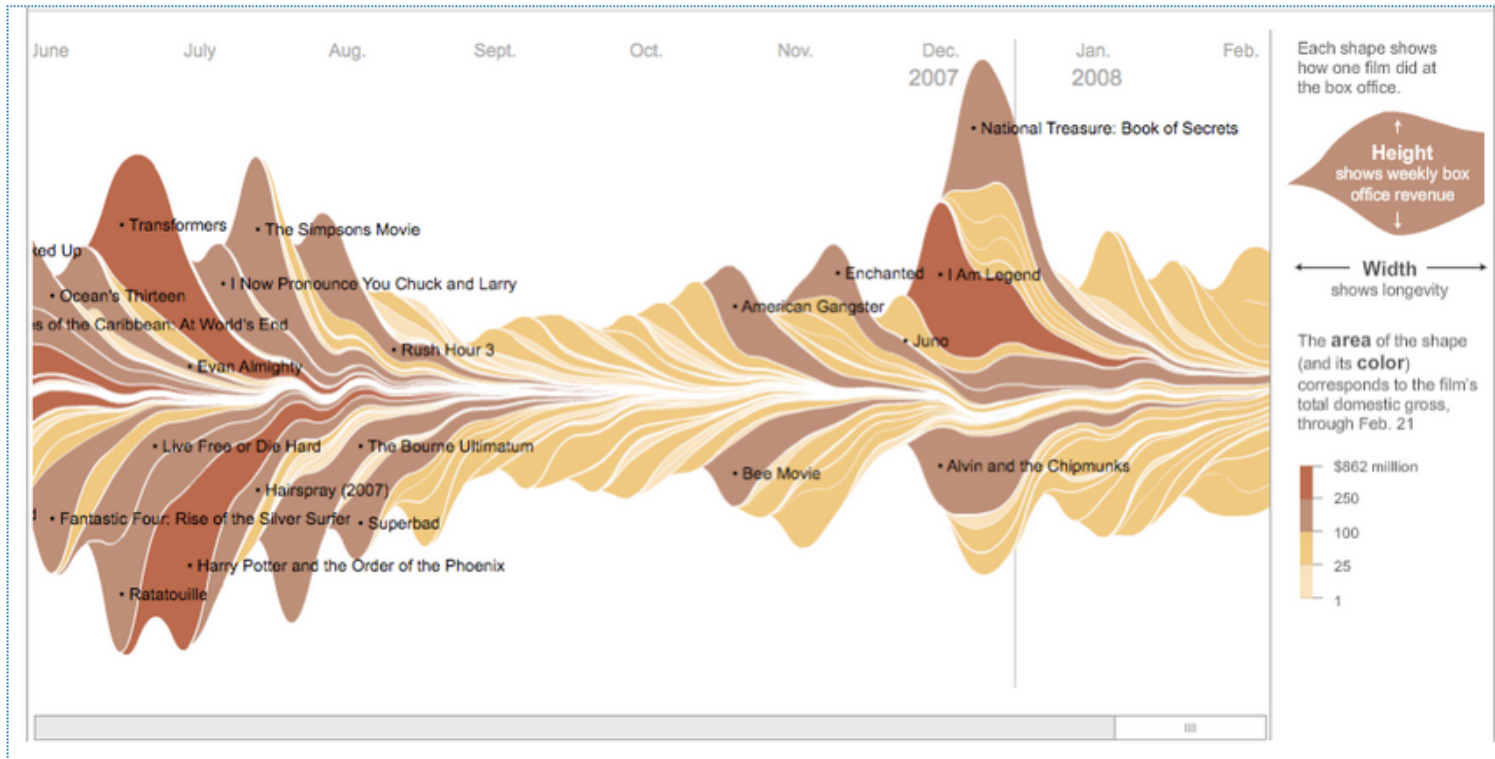 June July Aug. Sept. Oct. Nov. Dec. Jan. Feb.
2007 2008
• National Treasure: Book of Secrets
• Transformers
• The Simpsons Movie
ked Up
• Enchanted
• I Am Legend
• I Now Pronounce You Chuck and Larry
• Ocean's Thirteen
• American Gangster
s of the Caribbean: At World's End
• Juno
• Rush Hour 3
• Evan Almighty
• Live Free or Die Hard
• The Bourne Ultimatum
• Alvin and the Chipmunks
• Bee Movie
• Hairspray (2007)
d
• Fantastic Four: Rise of the Silver Surfer
• Superbad
• Harry Potter and the Order of the Phoenix
• Ratatouille
Each shape shows
how one film did at
the box office.
Height
shows weekly box
office revenue
Width
shows longevity
The area of the shape
(and its color)
corresponds to the film's
total domestic gross,
through Feb. 21
$862 million
250
100
25
1